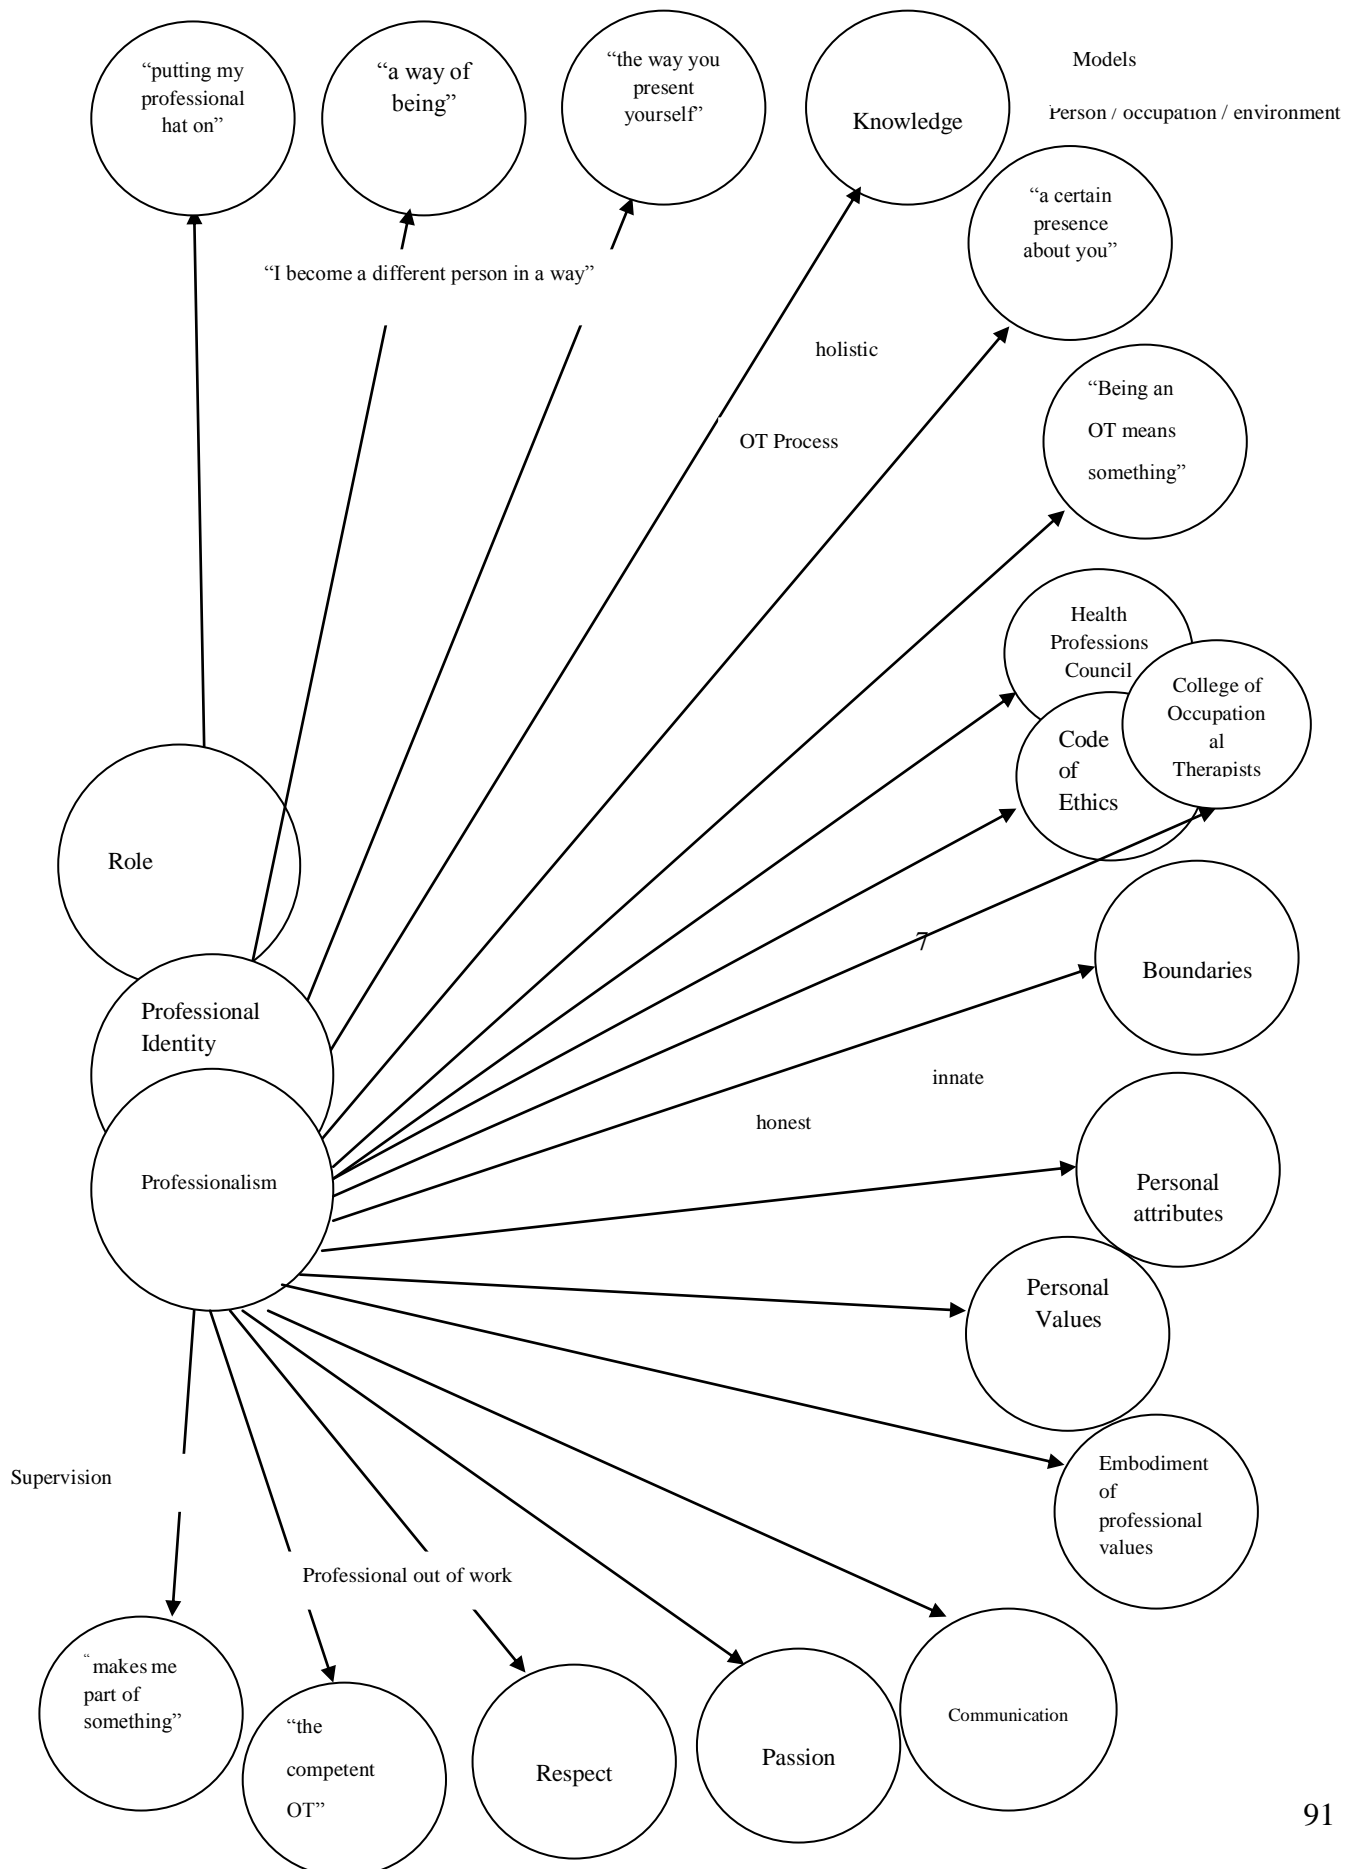 “putting my
professional
hat on”
“a way of
being”
“the way you
present
yourself”
Knowledge
Models
Person / occupation / environment
“a certain
presence
about you”
“I become a different person in a way”
holistic
OT Process
“Being an
OT means
something”
Health
Professions
Council
College of
Occupation
al
Therapists
Code
of
Ethics
Role
7
Boundaries
Professional
Identity
innate
honest
Professionalism
Personal
attributes
Personal
Values
Supervision
Embodiment
of
professional
values
Professional out of work
“ makes me
part of
something”
“the
competent
OT”
Respect
Passion
Communication
91